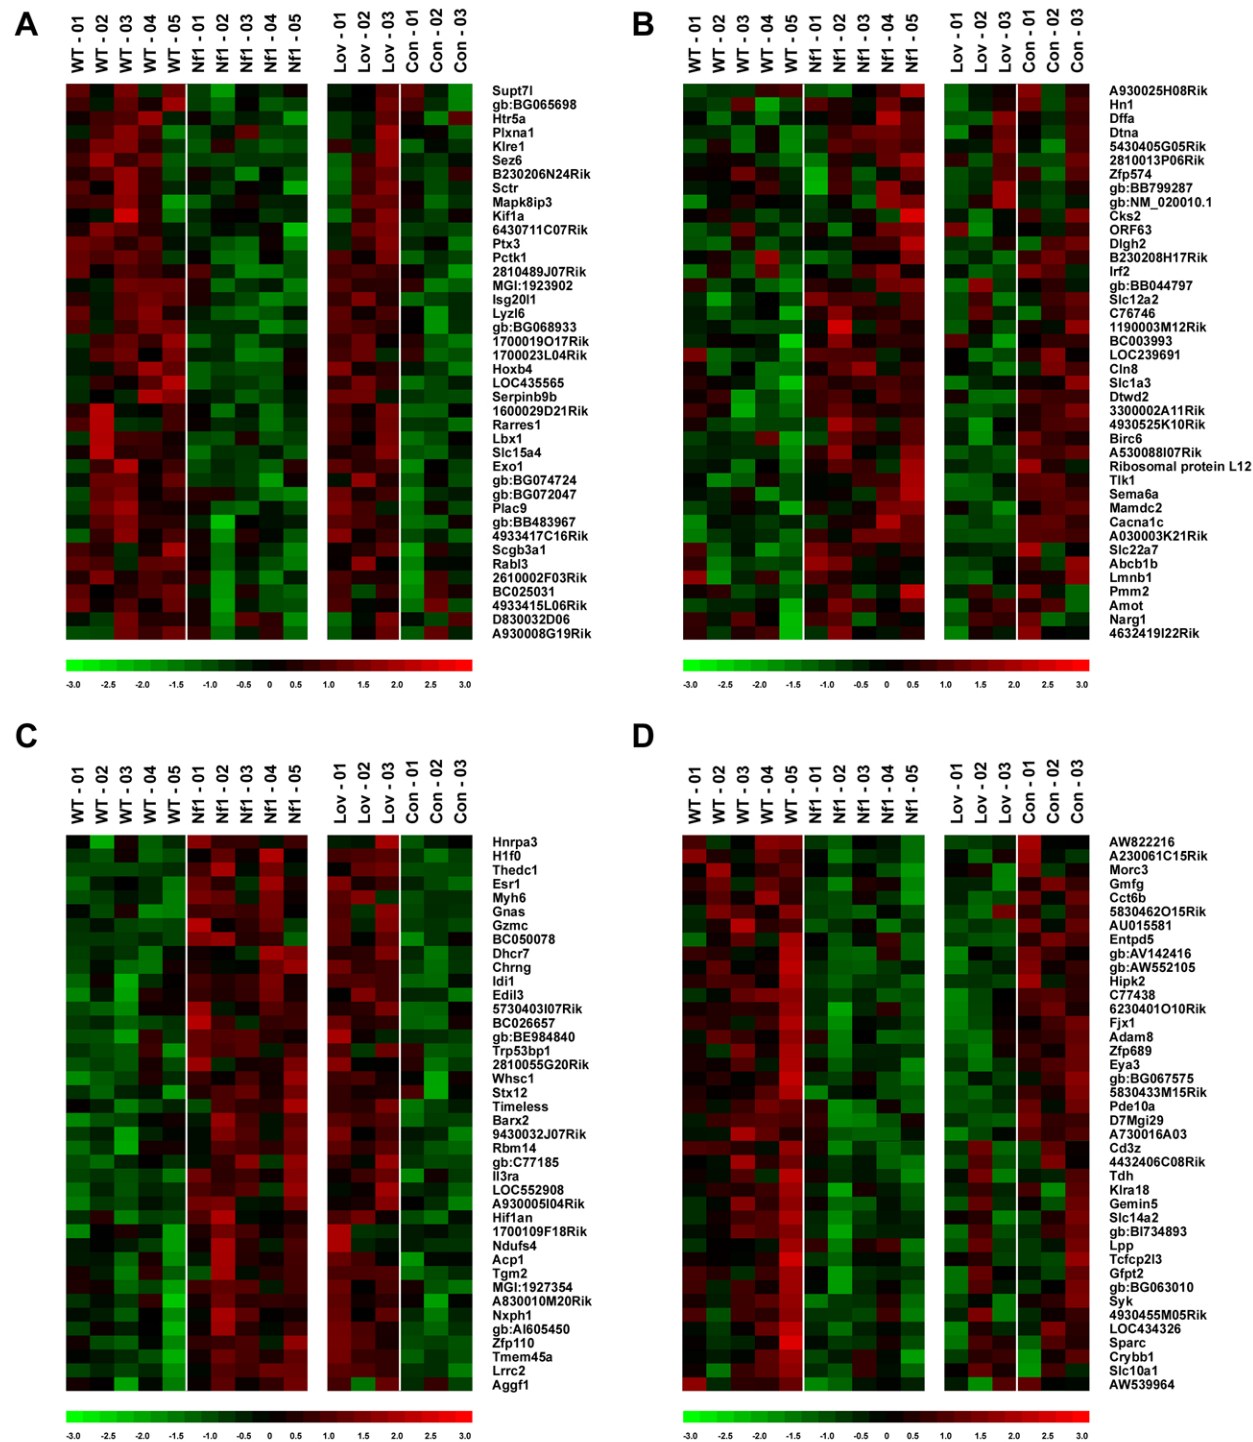 A
WT - 01 WT - 02 WT - 03 WT - 04 WT - 05 Nf1 - 01 Nf1 - 02 Nf1 - 03 Nf1 - 04 Nf1 - 05 Lov - 01 Lov - 02 Lov - 03 Con - 01 Con - 02 Con - 03
Supt7l
gb:BG065698
Htr5a
Plxna1
Klre1
Sez6
B230206N24Rik
Sctr
Mapk8ip3
Kif1a
6430711C07Rik
Ptx3
Pctk1
2810489J07Rik
MGI:1923902
Isg20l1
Lyzl6
gb:BG068933
1700019O17Rik
1700023L04Rik
Hoxb4
LOC435565
Serpinb9b
1600029D21Rik
Rarres1
Lbx1
Slc15a4
Exo1
gb:BG074724
gb:BG072047
Plac9
gb:BB483967
4933417C16Rik
Scgb3a1
Rabl3
2610002F03Rik
BC025031
4933415L06Rik
D830032D06
A930008G19Rik
-3.0 -2.5 -1.5 -1.0 -0.5 0 0.5 1.0 2.0 2.5 3.0
B
WT - 01 WT - 02 WT - 03 WT - 04 WT - 05 Nf1 - 01 Nf1 - 02 Nf1 - 03 Nf1 - 04 Nf1 - 05 Lov - 01 Lov - 02 Lov - 03 Con - 01 Con - 02 Con - 03
A930025H08Rik
Hn1
Dffa
Dtna
5430405G05Rik
2810013P06Rik
Zfp574
gb:BB799287
gb:NM_020010.1
Cks2
ORF63
Dlgh2
B230208H17Rik
Irf2
gb:BB044797
Slc12a2
C76746
1190003M12Rik
BC003993
LOC239691
Cln8
Slc1a3
Dtwd2
3300002A11Rik
4930525K10Rik
Birc6
A530088I07Rik
Ribosomal protein L12
Tlk1
Sema6a
Mamdc2
Cacna1c
A030003K21Rik
Slc22a7
Abcb1b
Lmnb1
Pmm2
Amot
Narg1
4632419I22Rik
-3.0 -2.5 -1.5 -1.0 -0.5 0 0.5 1.0 2.0 2.5 3.0
C
WT - 01 WT - 02 WT - 03 WT - 04 WT - 05 Nf1 - 01 Nf1 - 02 Nf1 - 03 Nf1 - 04 Nf1 - 05 Lov - 01 Lov - 02 Lov - 03 Con - 01 Con - 02 Con - 03
Hnrpa3
H1f0
Thedc1
Esr1
Myh6
Gnas
Gzmc
BC050078
Dhcr7
Chrng
Idi1
Edil3
5730403I07Rik
BC026657
gb:BE984840
Trp53bp1
2810055G20Rik
Whsc1
Stx12
Timeless
Barx2
9430032J07Rik
Rbm14
gb:C77185
Il3ra
LOC552908
A930005I04Rik
Hif1an
1700109F18Rik
Ndufs4
Acp1
Tgm2
MGI:1927354
A830010M20Rik
Nxph1
gb:AI605450
Zfp110
Tmem45a
Lrrc2
Aggf1
-3.0 -2.5 -1.5 -1.0 -0.5 0 0.5 1.0 2.0 2.5 3.0
D
WT - 01 WT - 02 WT - 03 WT - 04 WT - 05 Nf1 - 01 Nf1 - 02 Nf1 - 03 Nf1 - 04 Nf1 - 05 Lov - 01 Lov - 02 Lov - 03 Con - 01 Con - 02 Con - 03
AW822216
A230061C15Rik
Morc3
Gmfg
Cct6b
5830462O15Rik
AU015581
Entpd5
gb:AV142416
gb:AW552105
Hipk2
C77438
6230401O10Rik
Fjx1
Adam8
Zfp689
Eya3
gb:BG067575
5830433M15Rik
Pde10a
D7Mgi29
A730016A03
Cd3z
4432406C08Rik
Tdh
Klra18
Gemin5
Slc14a2
gb:BI734893
Lpp
Tcfcp2l3
Gfpt2
gb:BG063010
Syk
4930455M05Rik
LOC434326
Sparc
Crybb1
Slc10a1
AW539964
-3.0 -2.5 -1.5 -1.0 -0.5 0 0.5 1.0 2.0 2.5 3.0